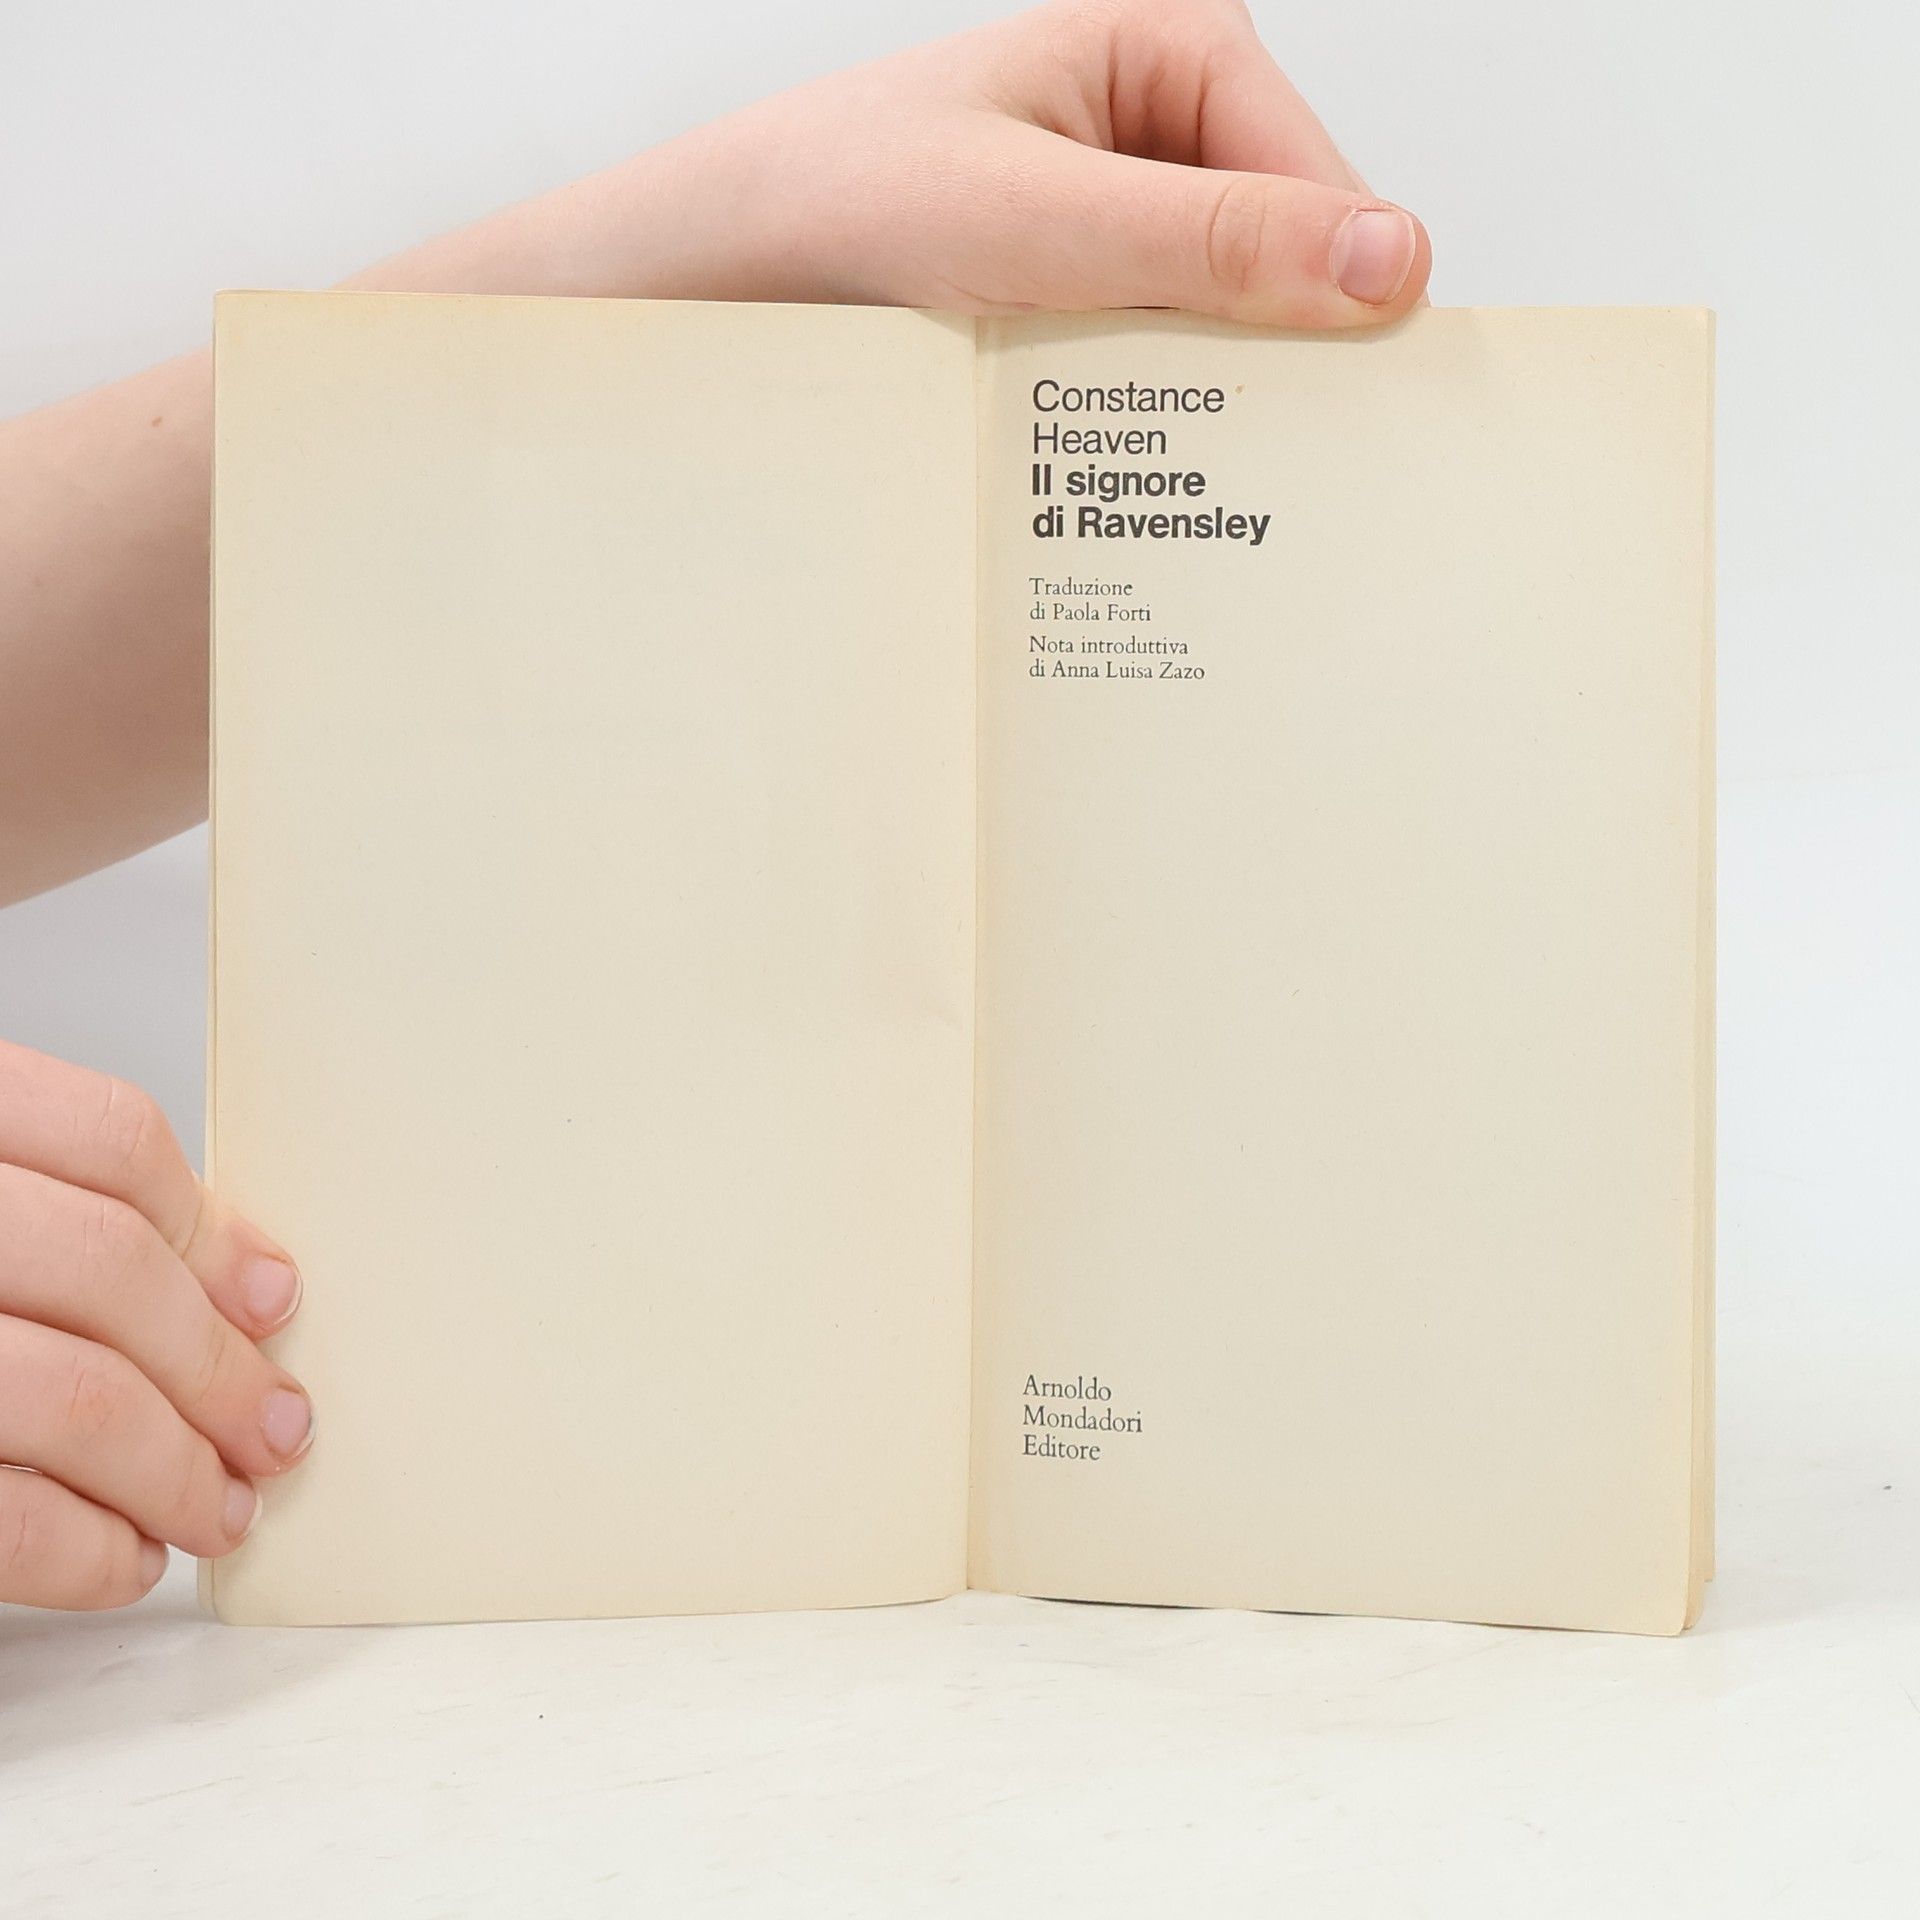 Constance
Heaven
Il signore
di Ravensley
Traduzione
di Paola Forti
Nota introduttiva
di Anna Luisa Zazo
Arnoldo
Mondadori
Editore